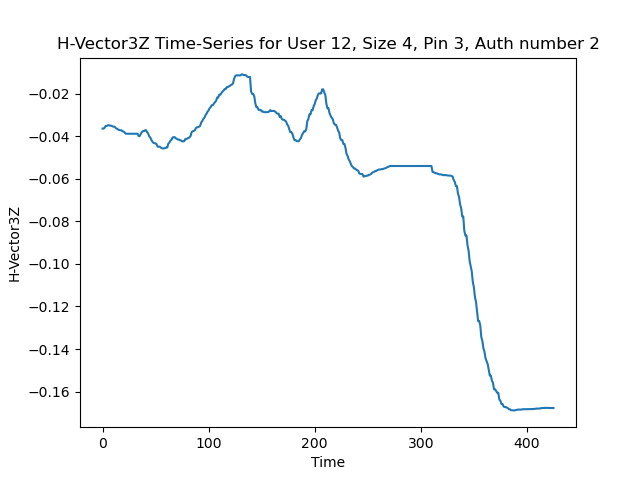 H-Vector3Z Time-Series for User 12, Size 4, Pin 3, Auth number 2
−0.02
−0.04
−0.06
−0.08
−0.10
−0.12
−0.14
−0.16
H-Vector3Z
0 100 200 300 400
Time